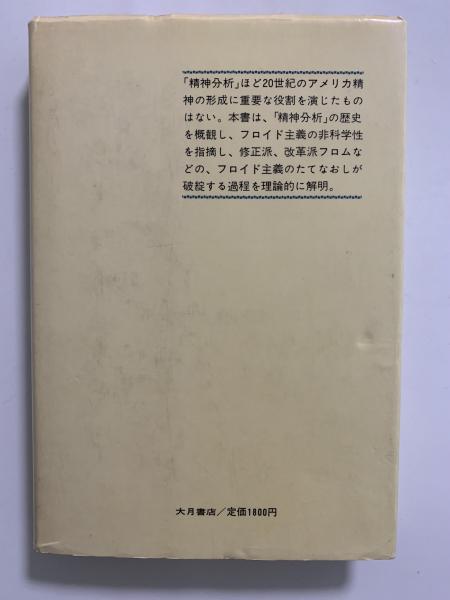 「精神分析」ほど20世紀のアメリカ精
神の形成に重要な役割を演じたもの
はない。本書は、「精神分析」の歴史
を概観し、フロイド主義の非科学性
を指摘し、修正派、改革派フロムな
どの、フロイド主義のたてなおしが
破綻する過程を理論的に解明。
大月書店／定価1800円